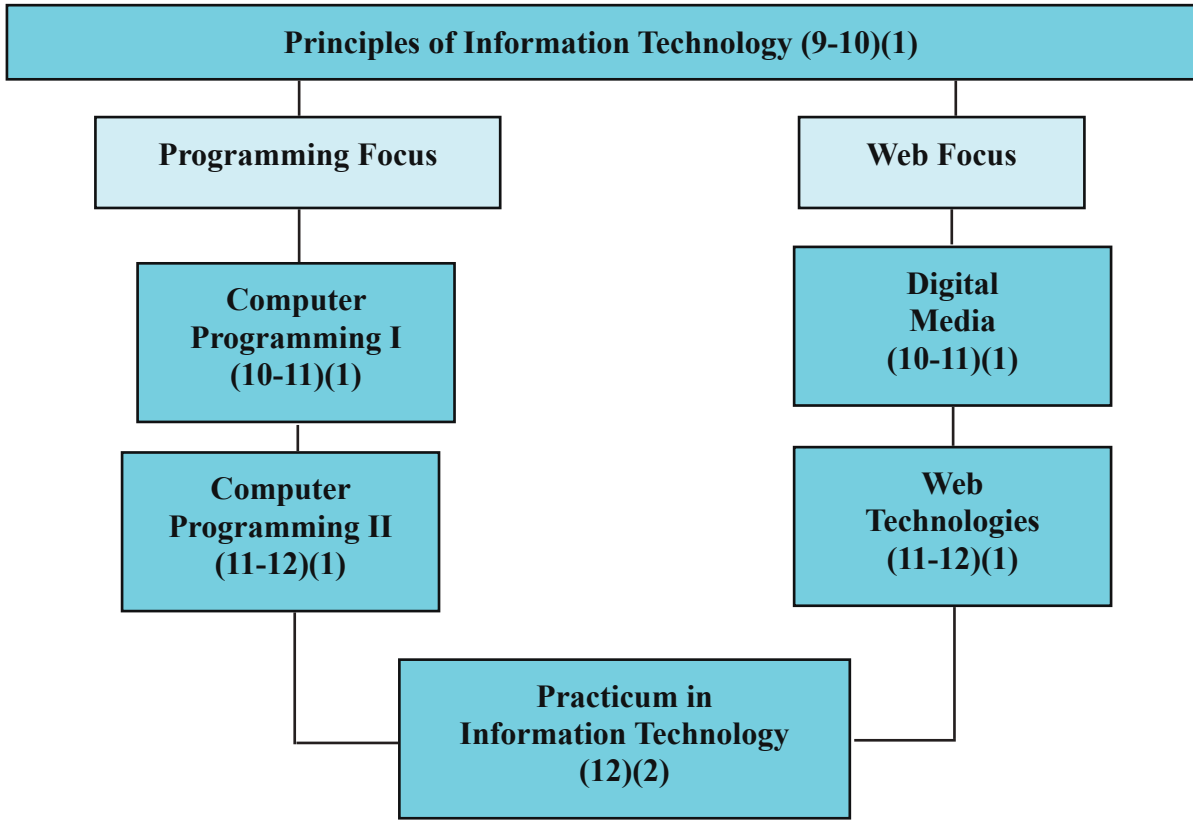 Principles of Information Technology (9-10)(1)
Programming Focus
Web Focus
Computer
Programming I
(10-11)(1)
Digital
Media
(10-11)(1)
Computer
Programming II
(11-12)(1)
Web
Technologies
(11-12)(1)
Practicum in
Information Technology
(12)(2)